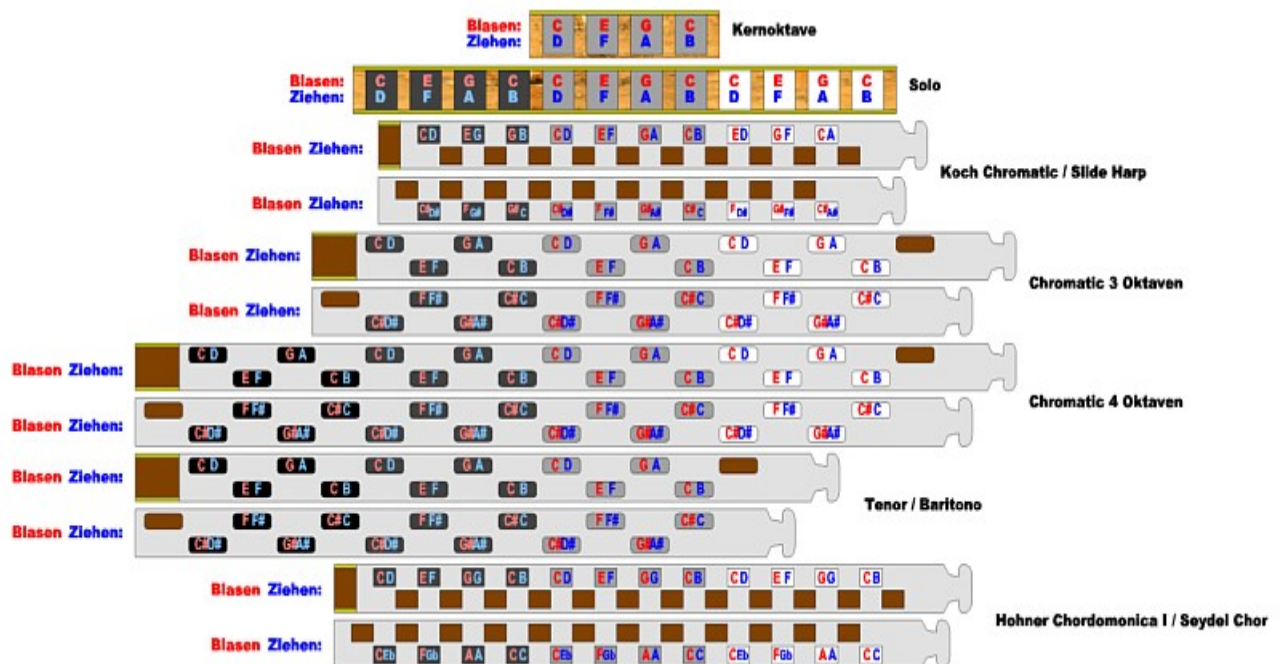 Blasen: C E G C
Kernoktave
Ziehen: D F A B
Blasen: C E G C C E G C C E G C
Solo
Ziehen: D F A B D F A B D F A B
Blasen Ziehen: CD EG GB CD EF GA CB ED GF CA
Koch Chromatic / Slide Harp
Blasen Ziehen: C#D# FG# G#C C#D# FF# G#A# C#C FD# G#F# C#A#
Blasen Ziehen: C D G A C D G A C D G A
E F C B E F C B E F C B
Chromatic 3 Oktaven
Blasen Ziehen: F F# C#C F F# C#C F F# C#C
C#D# G#A# C#D# G#A# C#D# G#A#
Blasen Ziehen: C D G A C D G A C D G A C D G A
E F C B E F C B E F C B E F C B
Chromatic 4 Oktaven
Blasen Ziehen: F F# C#C F F# C#C F F# C#C F F# C#C
C#D# G#A# C#D# G#A# C#D# G#A# C#D# G#A#
Blasen Ziehen: C D G A C D G A C D G A
E F C B E F C B E F C B
Tenor / Baritono
Blasen Ziehen: F F# C#C F F# C#C F F# C#C
C#D# G#A# C#D# G#A# C#D# G#A#
Blasen Ziehen: CD EF GG CB CD EF GG CB CD EF GG CB
Hohner Chordomonica I / Seydel Chor
Blasen Ziehen: CEb FGb AA CC CEb FGb AA CC CEb FGb AA CC